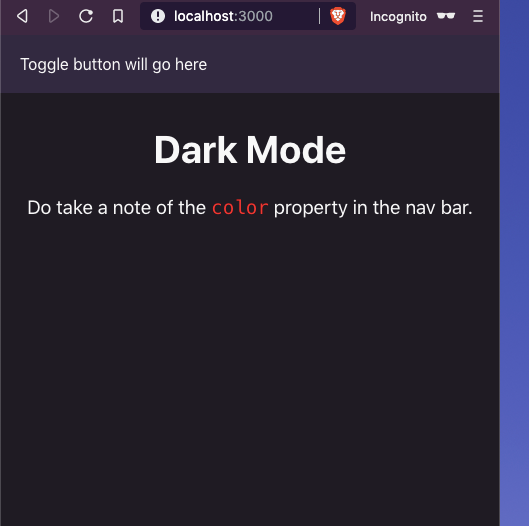 localhost:3000
Incognito
Toggle button will go here
Dark Mode
Do take a note of the color property in the nav bar.